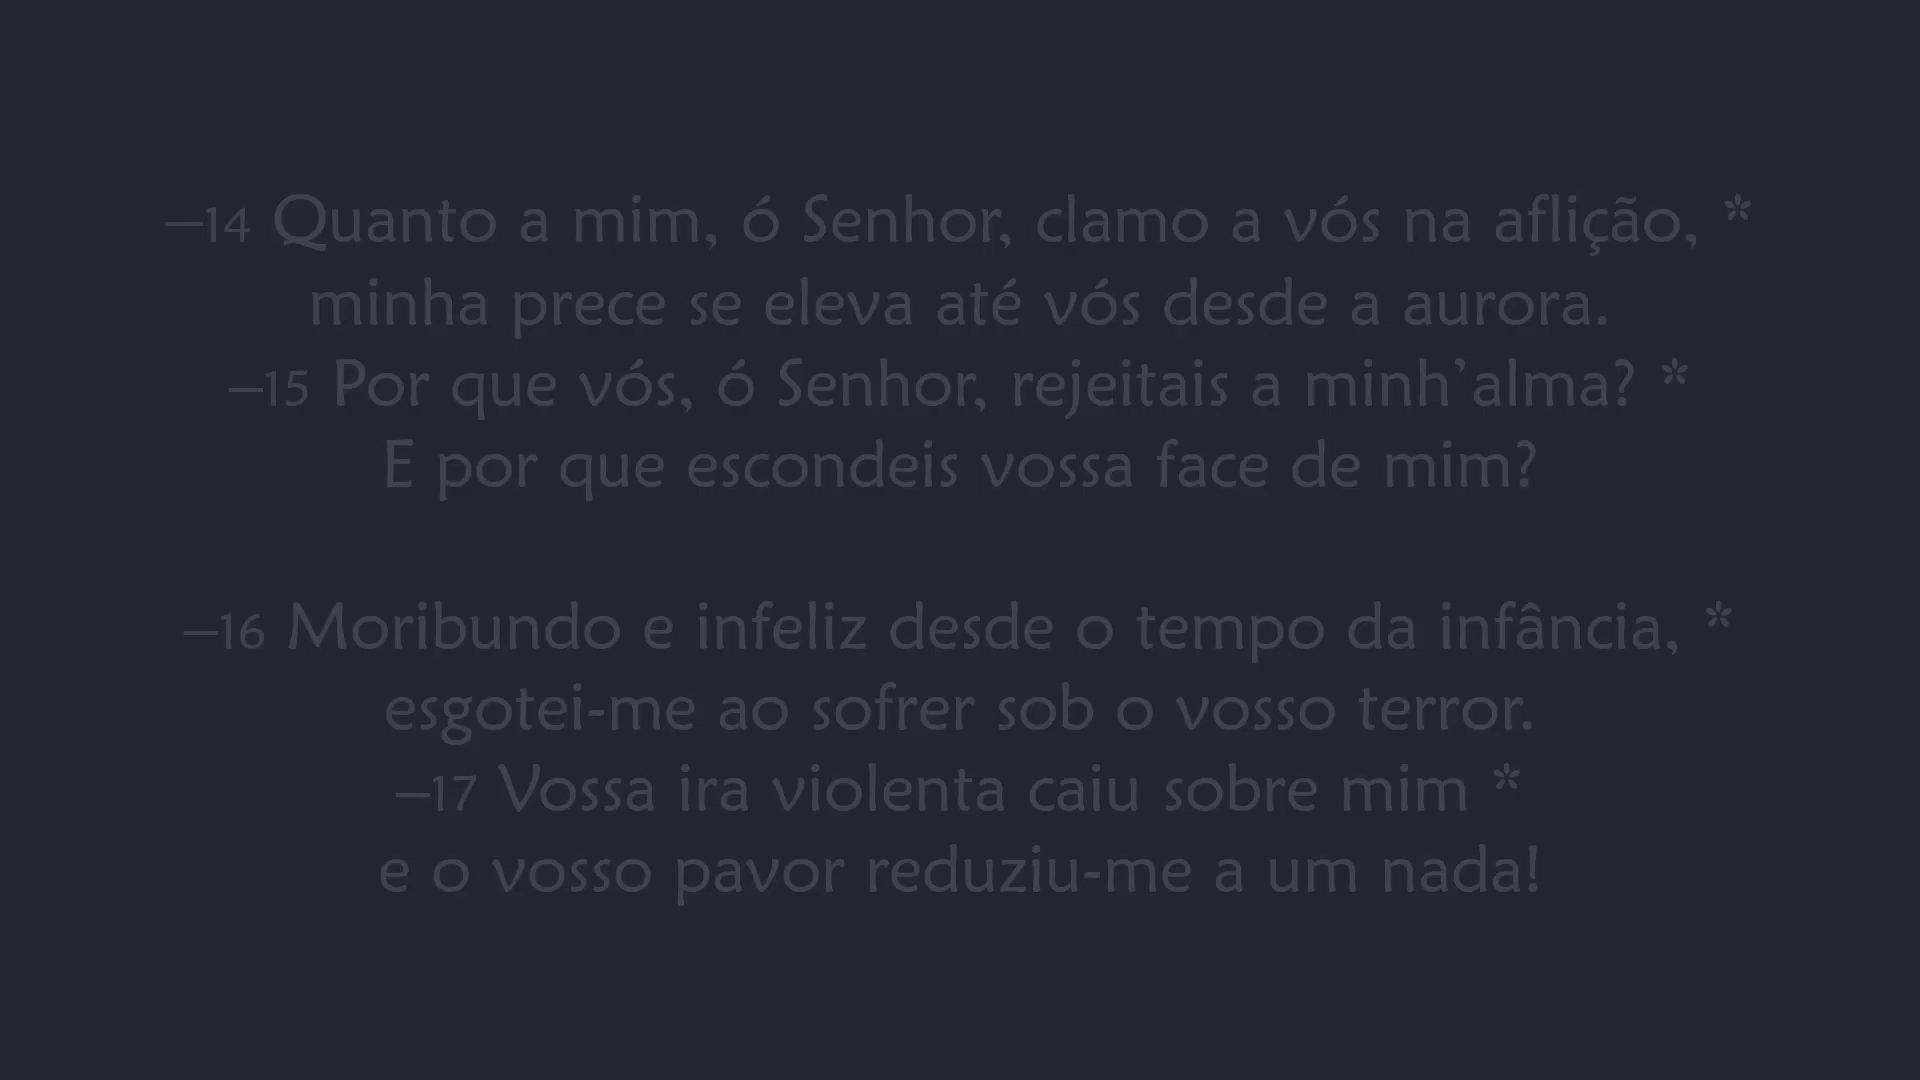 –14 Quanto a mim, ó Senhor, clamo a vós na aflição, *
minha prece se eleva até vós desde a aurora.
–15 Por que vós, ó Senhor, rejeitais a minh’alma? *
E por que escondeis vossa face de mim?
–16 Moribundo e infeliz desde o tempo da infância, *
esgotei-me ao sofrer sob o vosso terror.
–17 Vossa ira violenta caiu sobre mim *
e o vosso pavor reduziu-me a um nada!